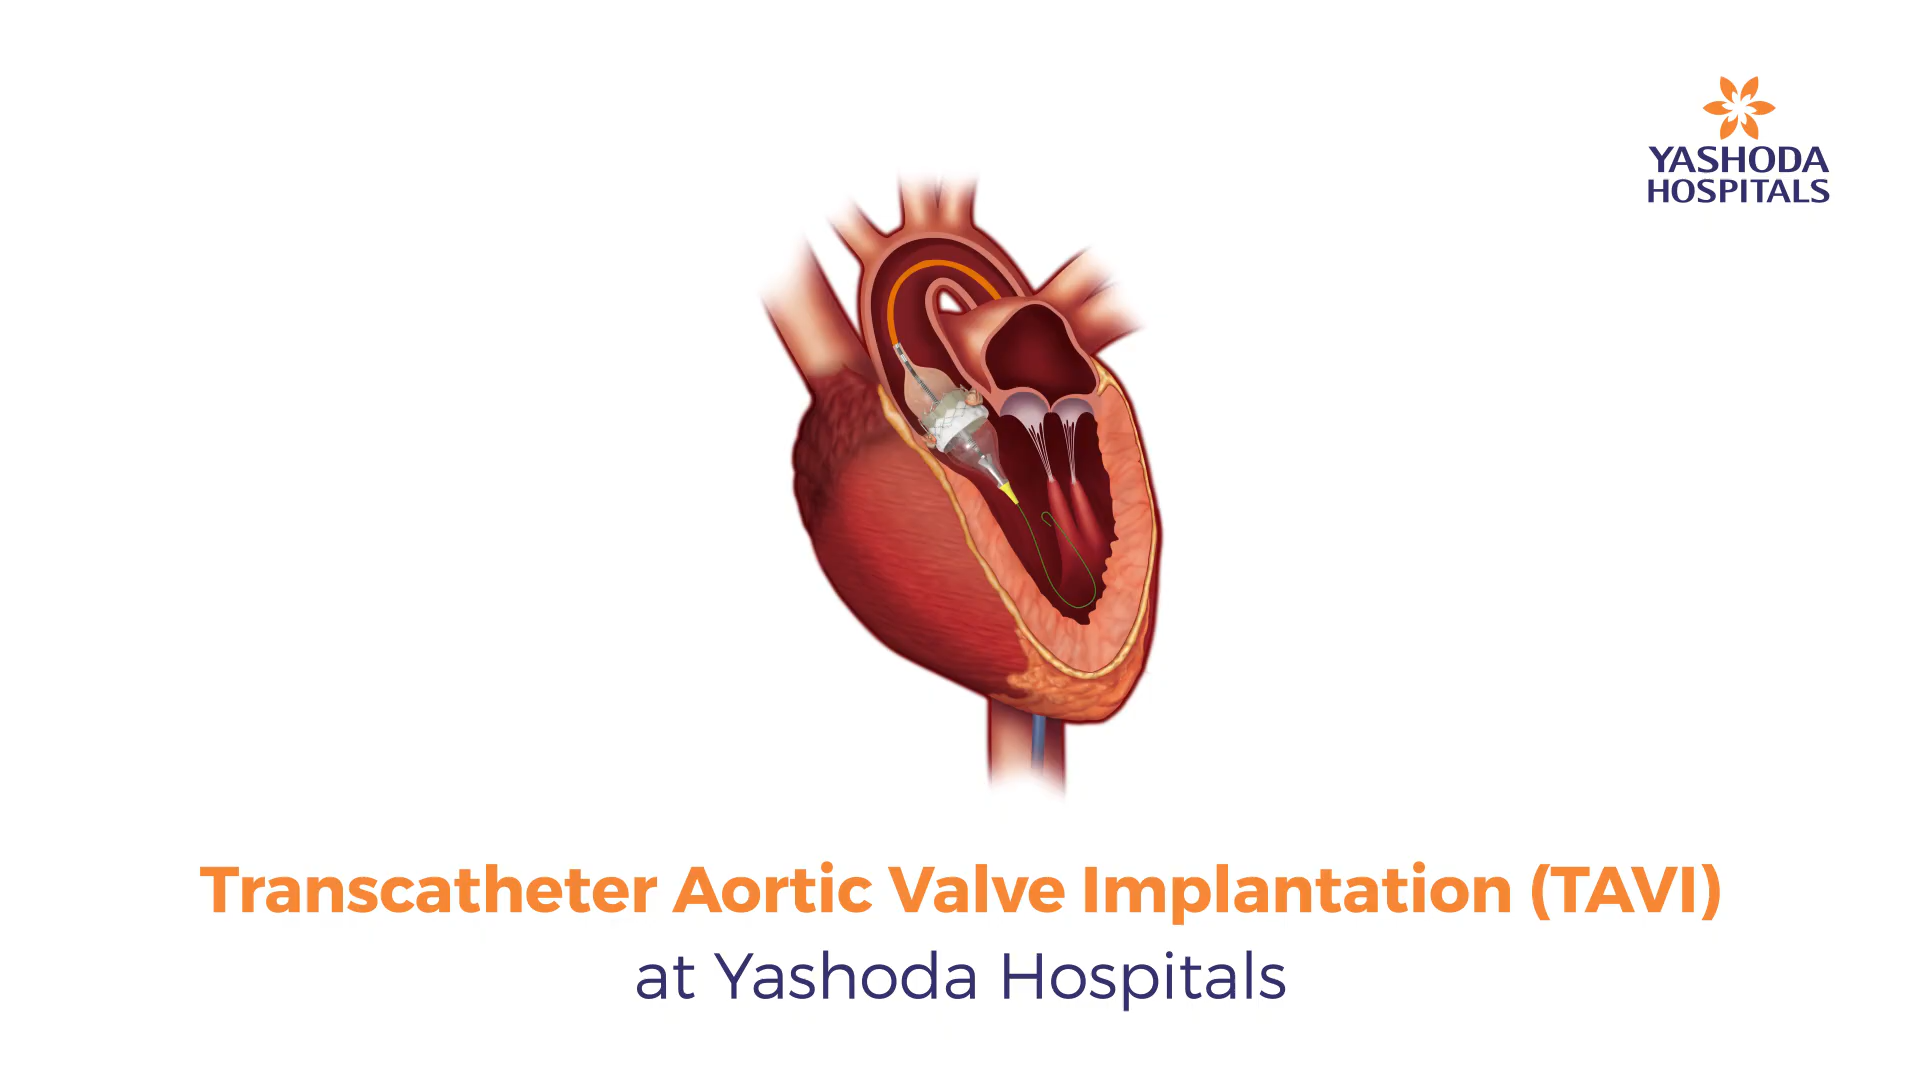 YASHODA
HOSPITALS
Transcatheter Aortic Valve Implantation (TAVI)
at Yashoda Hospitals